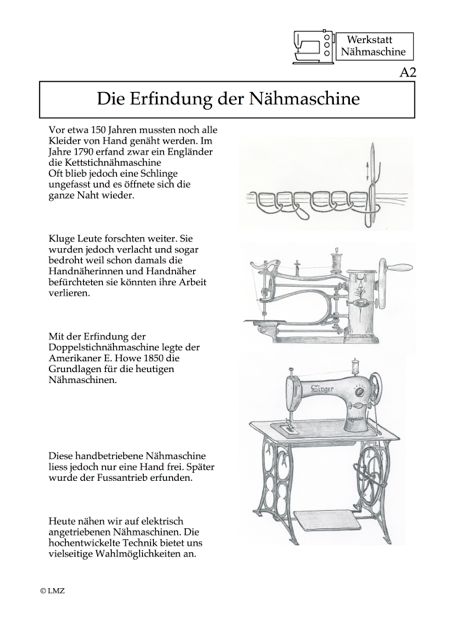 Werkstatt
Nähmaschine
A2
Die Erfindung der Nähmaschine
Vor etwa 150 Jahren mussten noch alle
Kleider von Hand genäht werden. Im
Jahre 1790 erfand zwar ein Engländer
die Kettstichnähmaschine
Oft blieb jedoch eine Schlinge
ungefasst und es öffnete sich die
ganze Naht wieder.
Kluge Leute forschten weiter. Sie
wurden jedoch verlacht und sogar
bedroht weil schon damals die
Handnäherinnen und Handnäher
befürchteten sie könnten ihre Arbeit
verlieren.
Mit der Erfindung der
Doppelstichnähmaschine legte der
Amerikaner E. Howe 1850 die
Grundlagen für die heutigen
Nähmaschinen.
Singer
Diese handbetriebene Nähmaschine
liess jedoch nur eine Hand frei. Später
wurde der Fussantrieb erfunden.
Heute nähen wir auf elektrisch
angetriebenen Nähmaschinen. Die
hochentwickelte Technik bietet uns
vielseitige Wahlmöglichkeiten an.
© LMZ